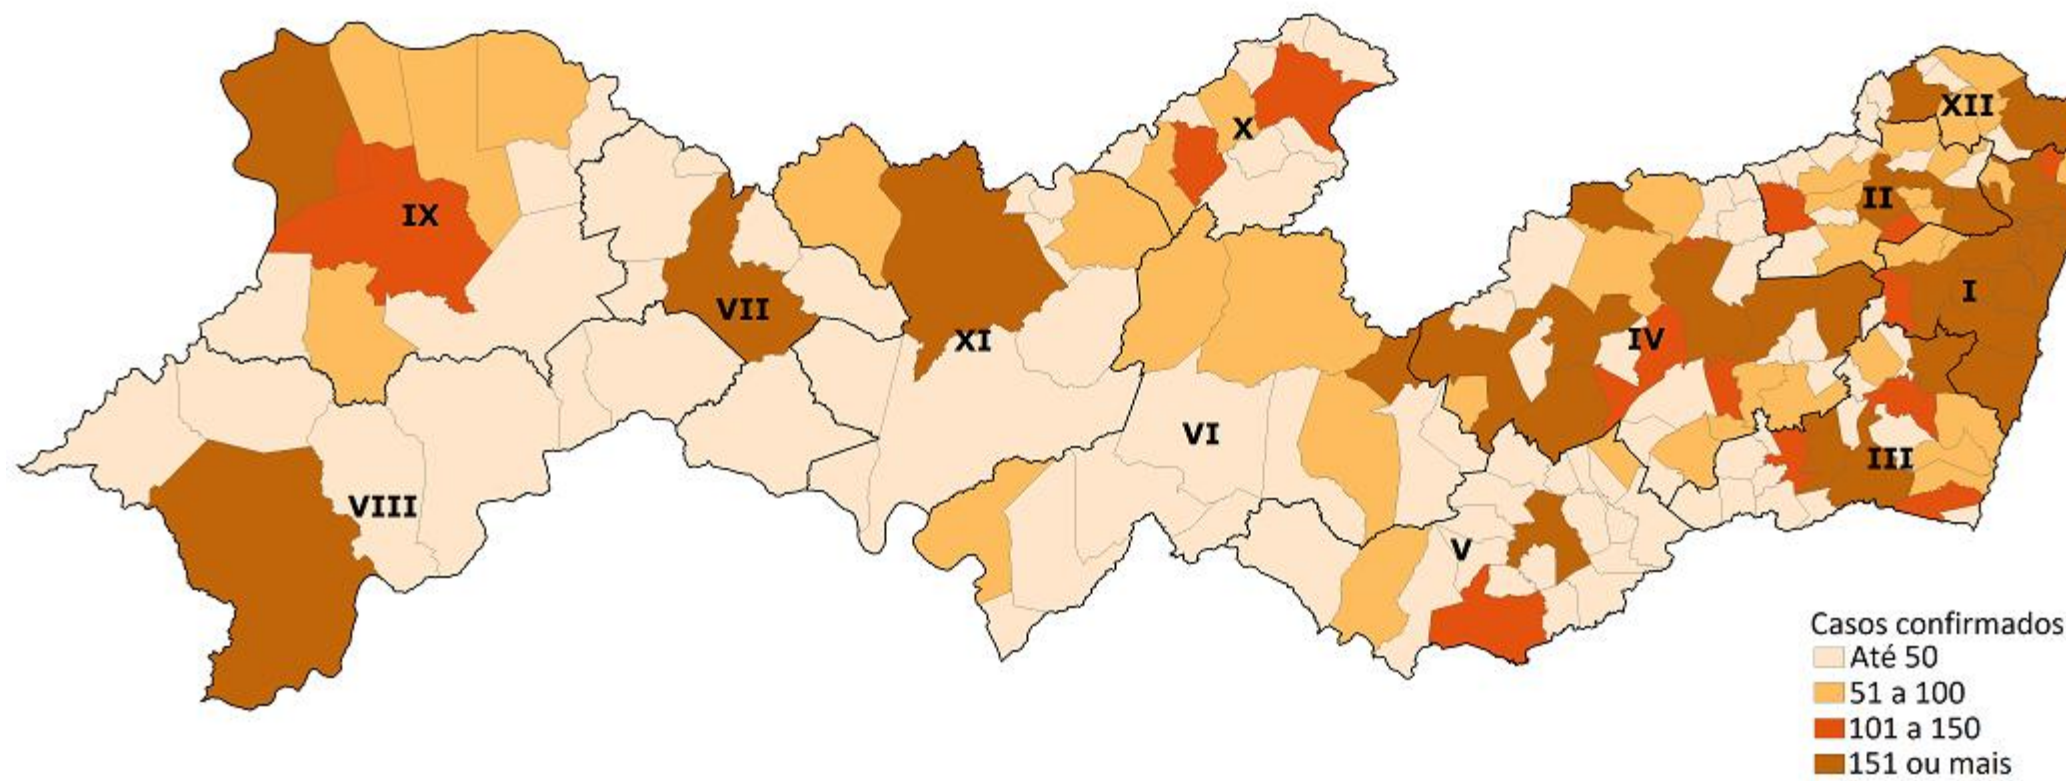 XII
X
II
IX
I
VII
XI
IV
VI
III
VIII
V
Casos confirmados
Até 50
51 a 100
101 a 150
151 ou mais